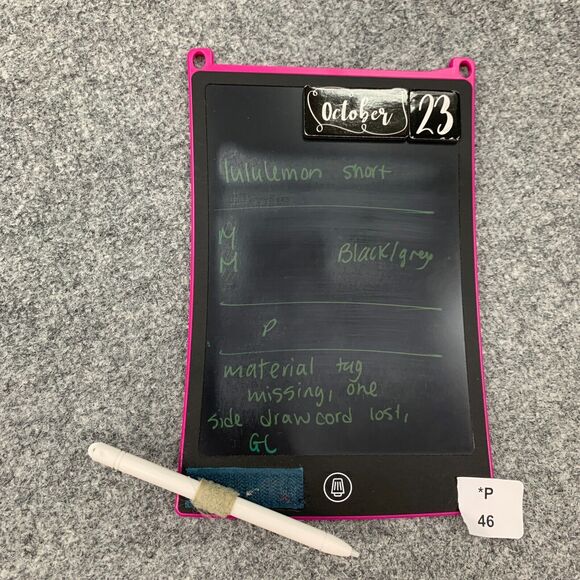 October 23
lululemon short
M
M Black/grey
P
material tag
missing, one
side drawcord lost,
GC
*P
46